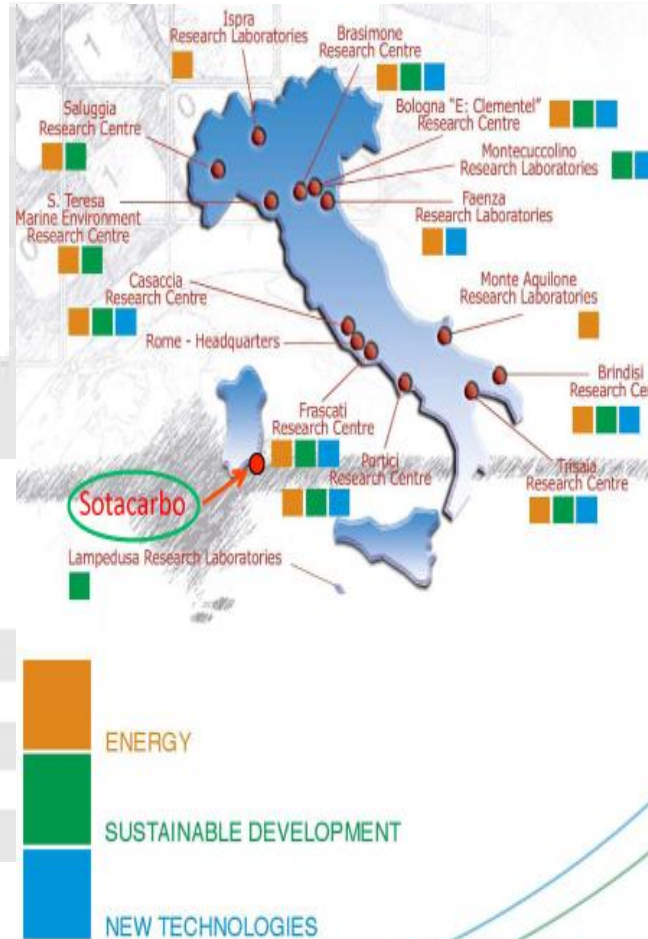 Ispra
Research Laboratories
Brasimone
Research Centre
Saluggia
Research Centre
Bologna "E: Clementel"
Research Centre
Montecuccolino
Research Laboratories
S. Teresa
Marine Environment
Research Centre
Faenza
Research Laboratories
Casaccia
Research Centre
Monte Aquilone
Research Laboratories
Rome - Headquarters
Brindisi
Research Ce
Frascati
Research Centre
Portici
Research Centre
Trisaia
Research Centre
Sotacarbo
Lampedusa Research Laboratories
ENERGY
SUSTAINABLE DEVELOPMENT
NEW TECHNOLOGIES